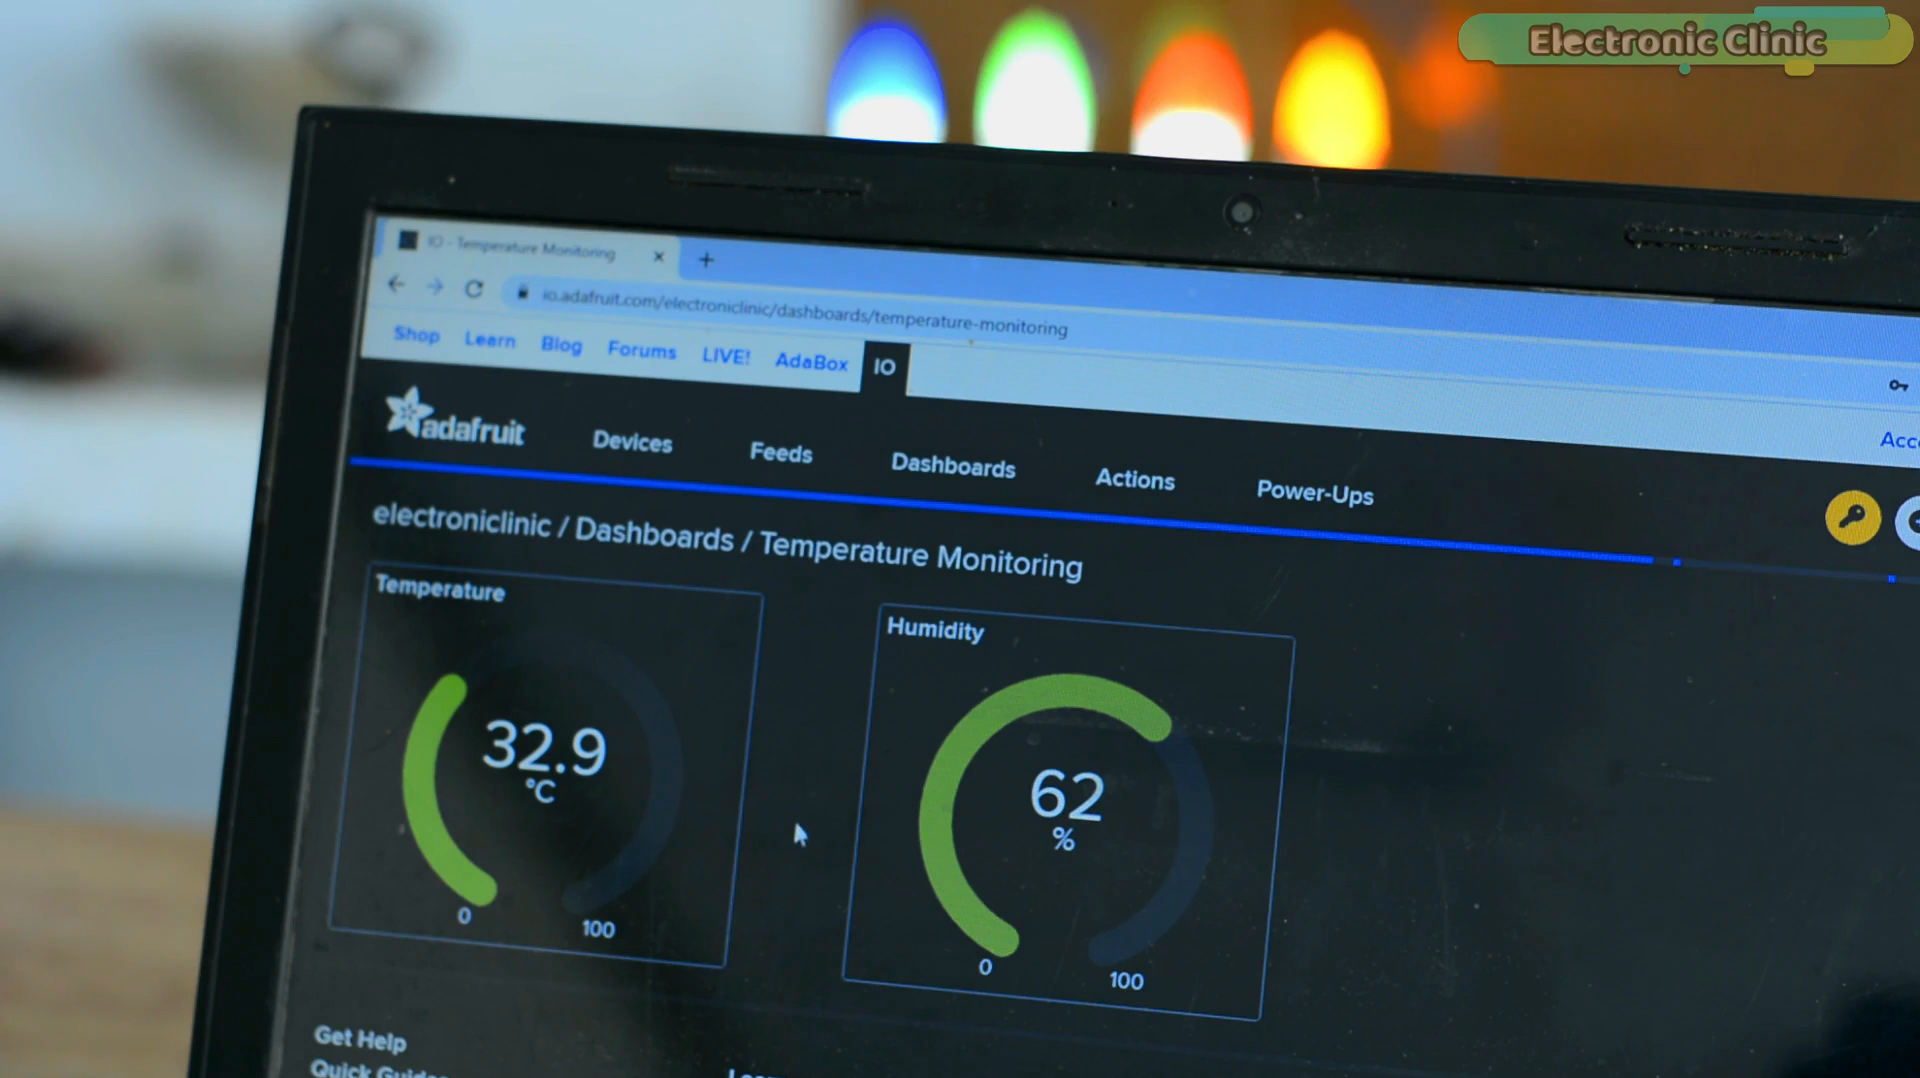 Electronic Clinic
IO - Temperature Monitoring
io.adafruit.com/electroniclinic/dashboards/temperature-monitoring
Shop Learn Blog Forums LIVE! AdaBox IO
adafruit Devices Feeds Dashboards Actions Power-Ups
electroniclinic / Dashboards / Temperature Monitoring
Temperature
32.9
°C
0 100
Humidity
62
%
0 100
Get Help
Quick